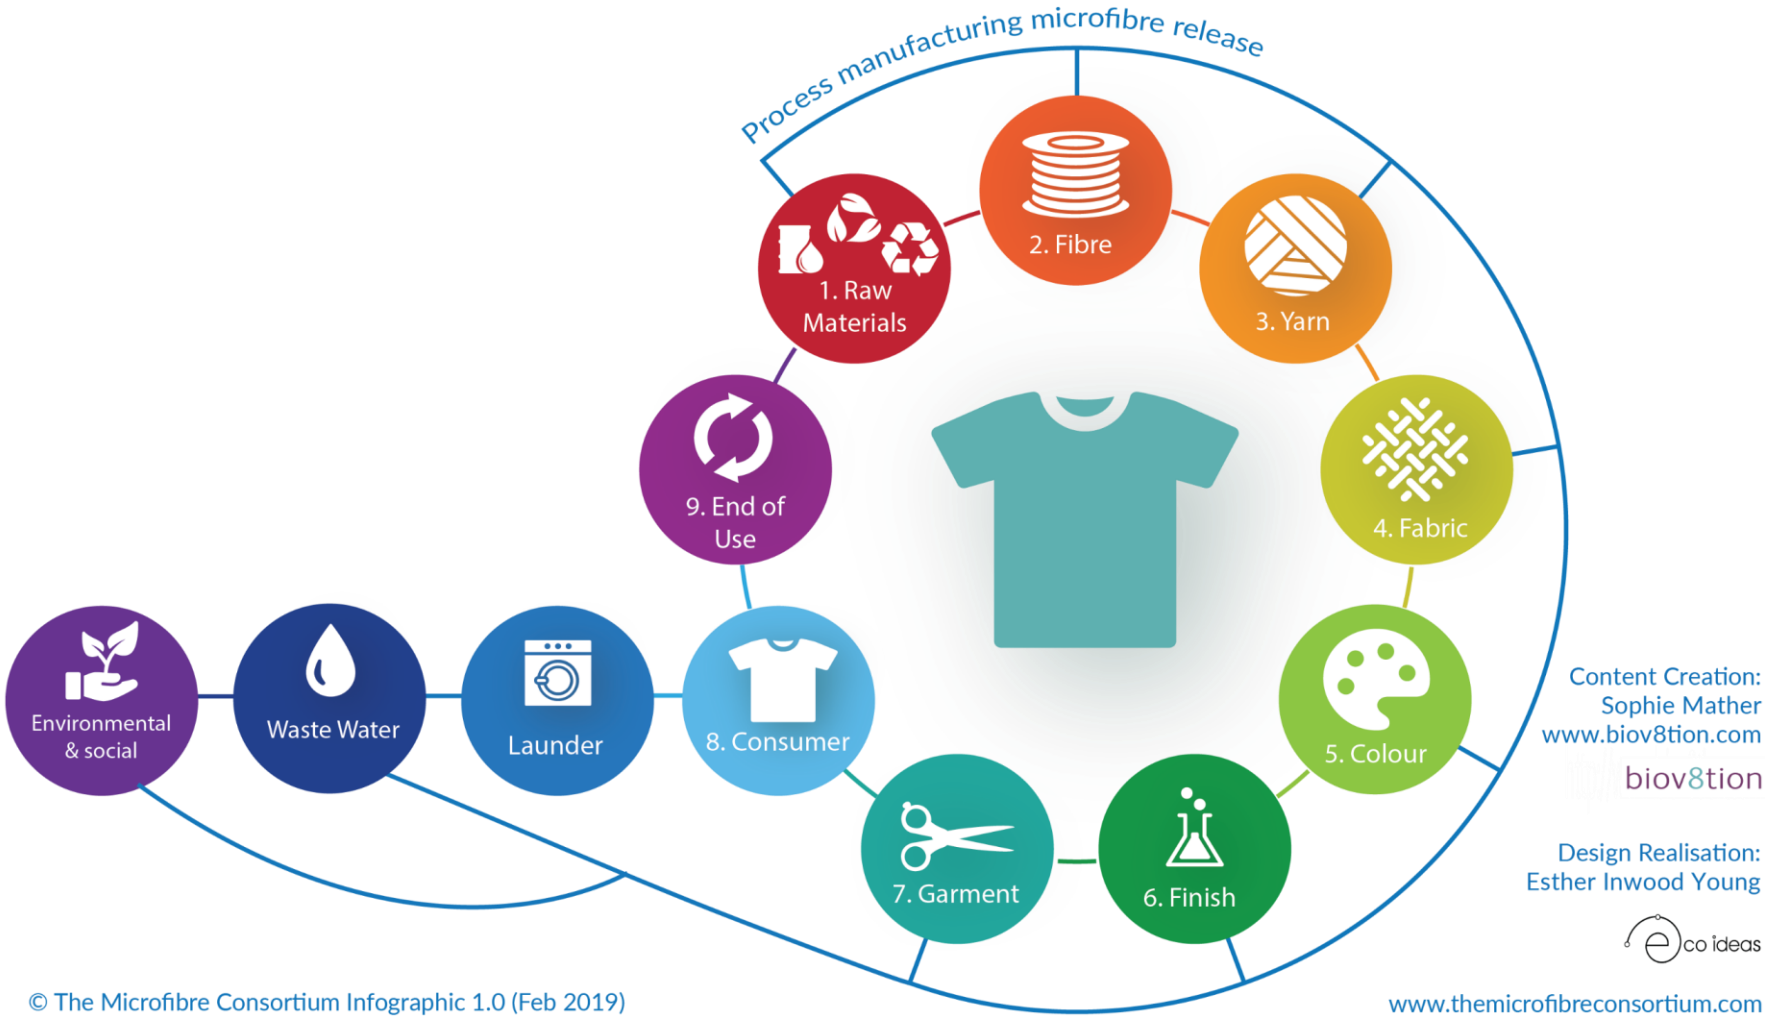 Process manufacturing microfibre release
1. Raw
Materials
2. Fibre
3. Yarn
4. Fabric
5. Colour
6. Finish
7. Garment
8. Consumer
9. End of
Use
Launder
Waste Water
Environmental
& social
Content Creation:
Sophie Mather
www.biov8tion.com
biov8tion
Design Realisation:
Esther Inwood Young
eco ideas
© The Microfibre Consortium Infographic 1.0 (Feb 2019)
www.themicrofibreconsortium.com